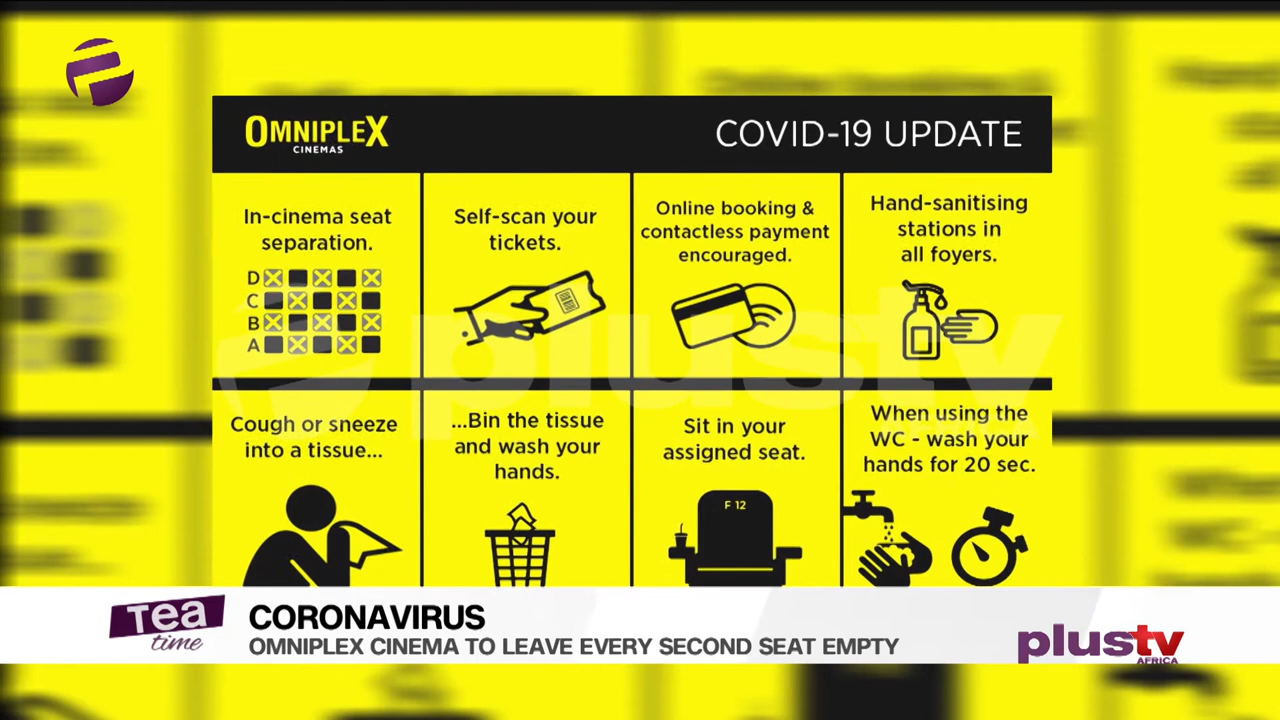 OMNIPLEX
CINEMAS
COVID-19 UPDATE
In-cinema seat
separation.
D
C
B
A
Self-scan your
tickets.
Online booking &
contactless payment
encouraged.
Hand-sanitising
stations in
all foyers.
Cough or sneeze
into a tissue...
...Bin the tissue
and wash your
hands.
Sit in your
assigned seat.
F 12
When using the
WC - wash your
hands for 20 sec.
plustv
Tea
time
CORONAVIRUS
OMNIPLEX CINEMA TO LEAVE EVERY SECOND SEAT EMPTY
plustv
AFRICA